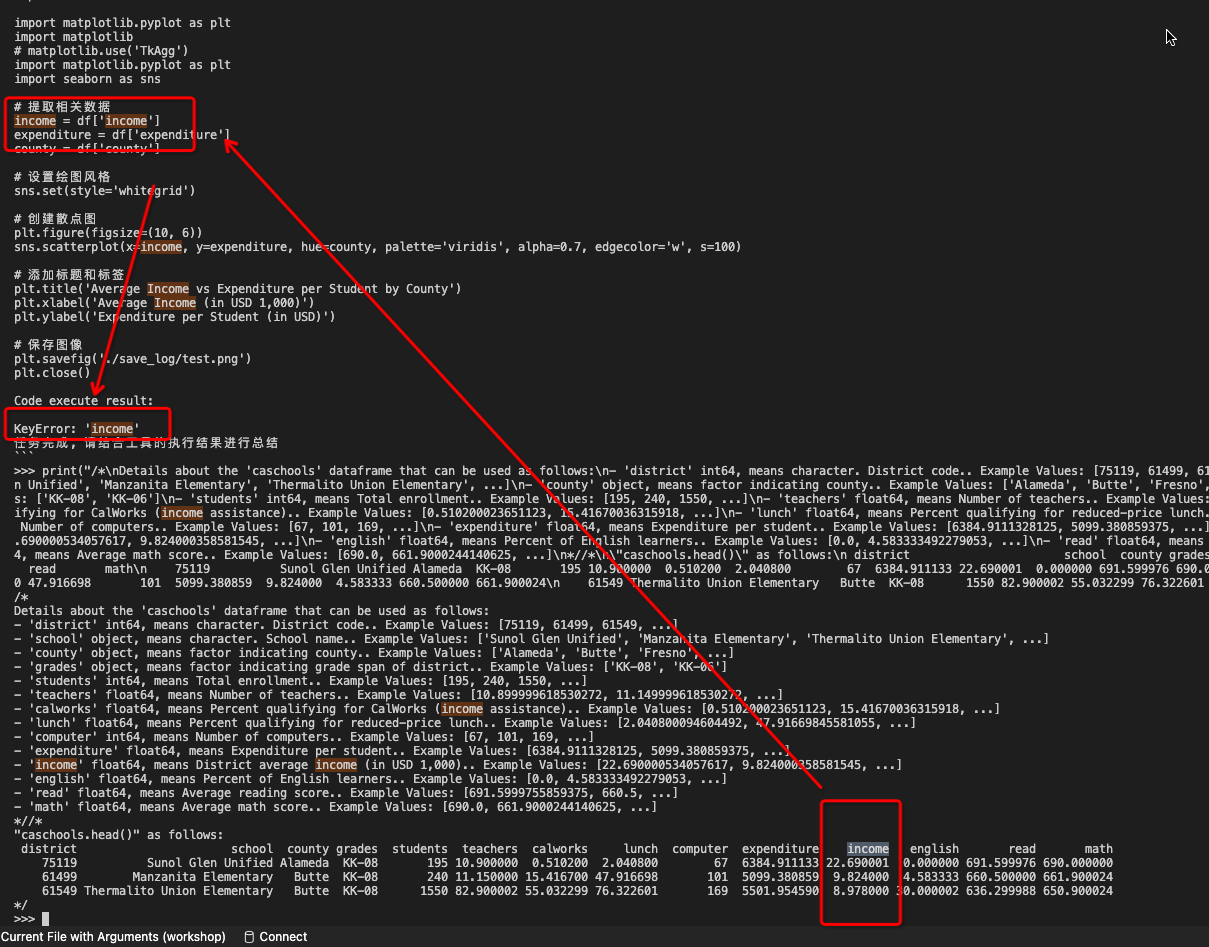 import matplotlib.pyplot as plt
import matplotlib
# matplotlib.use('TkAgg')
import matplotlib.pyplot as plt
import seaborn as sns
# 提取相关数据
income = df['income']
expenditure = df['expenditure']
county = df['county']
# 设置绘图风格
sns.set(style='whitegrid')
# 创建散点图
plt.figure(figsize=(10, 6))
sns.scatterplot(x=income, y=expenditure, hue=county, palette='viridis', alpha=0.7, edgecolor='w', s=100)
# 添加标题和标签
plt.title('Average Income vs Expenditure per Student by County')
plt.xlabel('Average Income (in USD 1,000)')
plt.ylabel('Expenditure per Student (in USD)')
# 保存图像
plt.savefig('./save_log/test.png')
plt.close()
Code execute result:
KeyError: 'income'
任务完成, 请结合工具的执行结果进行总结
```
>>> print("/*\nDetails about the 'caschools' dataframe that can be used as follows:\n- 'district' int64, means character. District code.. Example Values: [75119, 61499, 61
n Unified', 'Manzanita Elementary', 'Thermalito Union Elementary', ...]\n- 'county' object, means factor indicating county.. Example Values: ['Alameda', 'Butte', 'Fresno',
s: ['KK-08', 'KK-06']\n- 'students' int64, means Total enrollment.. Example Values: [195, 240, 1550, ...]\n- 'teachers' float64, means Number of teachers.. Example Values:
ifying for CalWorks (income assistance).. Example Values: [0.510200023651123, 15.41670036315918, ...]\n- 'lunch' float64, means Percent qualifying for reduced-price lunch.
Number of computers.. Example Values: [67, 101, 169, ...]\n- 'expenditure' float64, means Expenditure per student.. Example Values: [6384.9111328125, 5099.380859375, ...]
.690000534057617, 9.824000358581545, ...]\n- 'english' float64, means Percent of English learners.. Example Values: [0.0, 4.583333492279053, ...]\n- 'read' float64, means
4, means Average math score.. Example Values: [690.0, 661.9000244140625, ...]\n*//*\n\"caschools.head()\" as follows:\n district school county grades
read math\n 75119 Sunol Glen Unified Alameda KK-08 195 10.900000 0.510200 2.040800 67 6384.911133 22.690001 0.000000 691.599976 690.0
0 47.916698 101 5099.380859 9.824000 4.583333 660.500000 661.900024\n 61549 Thermalito Union Elementary Butte KK-08 1550 82.900002 55.032299 76.322601
/*
Details about the 'caschools' dataframe that can be used as follows:
- 'district' int64, means character. District code.. Example Values: [75119, 61499, 61549, ...]
- 'school' object, means character. School name.. Example Values: ['Sunol Glen Unified', 'Manzanita Elementary', 'Thermalito Union Elementary', ...]
- 'county' object, means factor indicating county.. Example Values: ['Alameda', 'Butte', 'Fresno', ...]
- 'grades' object, means factor indicating grade span of district.. Example Values: ['KK-08', 'KK-06']
- 'students' int64, means Total enrollment.. Example Values: [195, 240, 1550, ...]
- 'teachers' float64, means Number of teachers.. Example Values: [10.899999618530272, 11.149999618530272, ...]
- 'calworks' float64, means Percent qualifying for CalWorks (income assistance).. Example Values: [0.510200023651123, 15.41670036315918, ...]
- 'lunch' float64, means Percent qualifying for reduced-price lunch.. Example Values: [2.040800094604492, 47.91669845581055, ...]
- 'computer' int64, means Number of computers.. Example Values: [67, 101, 169, ...]
- 'expenditure' float64, means Expenditure per student.. Example Values: [6384.9111328125, 5099.380859375, ...]
- 'income' float64, means District average income (in USD 1,000).. Example Values: [22.690000534057617, 9.824000358581545, ...]
- 'english' float64, means Percent of English learners.. Example Values: [0.0, 4.583333492279053, ...]
- 'read' float64, means Average reading score.. Example Values: [691.5999755859375, 660.5, ...]
- 'math' float64, means Average math score.. Example Values: [690.0, 661.9000244140625, ...]
*//*
"caschools.head()" as follows:
district school county grades students teachers calworks lunch computer expenditure income english read math
75119 Sunol Glen Unified Alameda KK-08 195 10.900000 0.510200 2.040800 67 6384.911133 22.690001 0.000000 691.599976 690.000000
61499 Manzanita Elementary Butte KK-08 240 11.150000 15.416700 47.916698 101 5099.380859 9.824000 4.583333 660.500000 661.900024
61549 Thermalito Union Elementary Butte KK-08 1550 82.900002 55.032299 76.322601 169 5501.954590 8.978000 30.000002 636.299988 650.900024
*/
>>>
Current File with Arguments (workshop) Connect